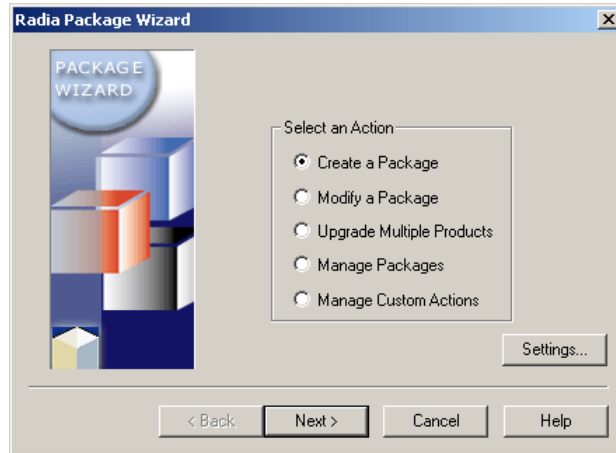 Radia Package Wizard
PACKAGE
WIZARD
Select an Action
Create a Package
Modify a Package
Upgrade Multiple Products
Manage Packages
Manage Custom Actions
Settings...
< Back
Next >
Cancel
Help